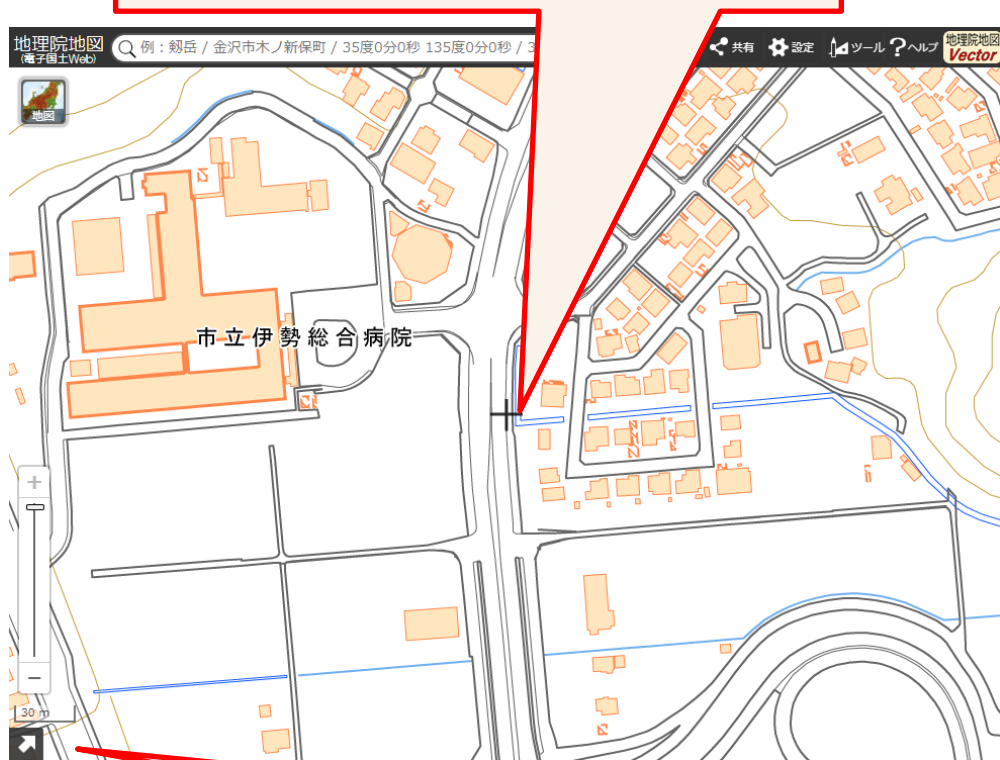 地理院地図
(電子国土Web)
例：剱岳 / 金沢市木ノ新保町 / 35度0分0秒 135度0分0秒 / 3
共有
設定
ツール
ヘルプ
地理院地図
Vector
地図
市立伊勢総合病院
30 m